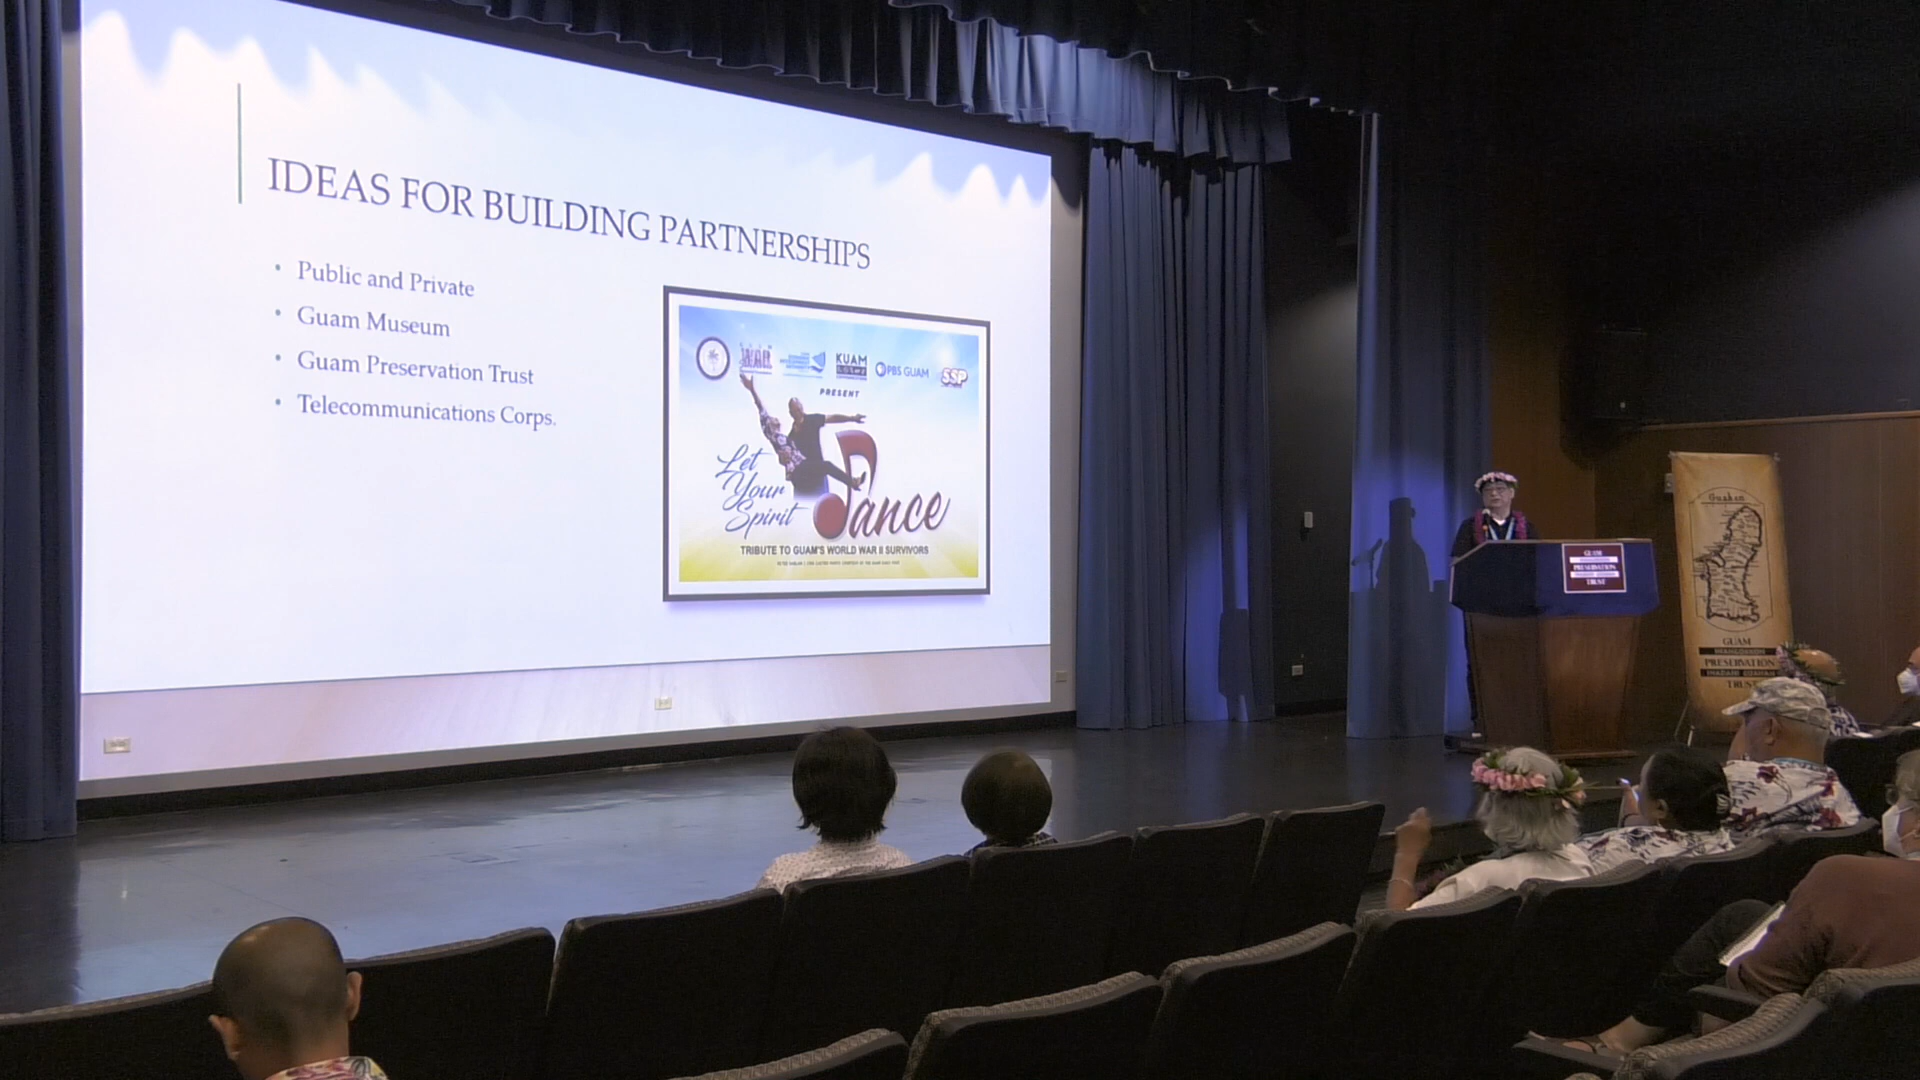 IDEAS FOR BUILDING PARTNERSHIPS
• Public and Private
• Guam Museum
• Guam Preservation Trust
• Telecommunications Corps.
WAR
KUAM
PBS GUAM
SSP
PRESENT
Let
Your
Spirit
Dance
TRIBUTE TO GUAM'S WORLD WAR II SURVIVORS
GUAM
PRESERVATION
TRUST
Guahan
GUAM
PRESERVATION
TRUST